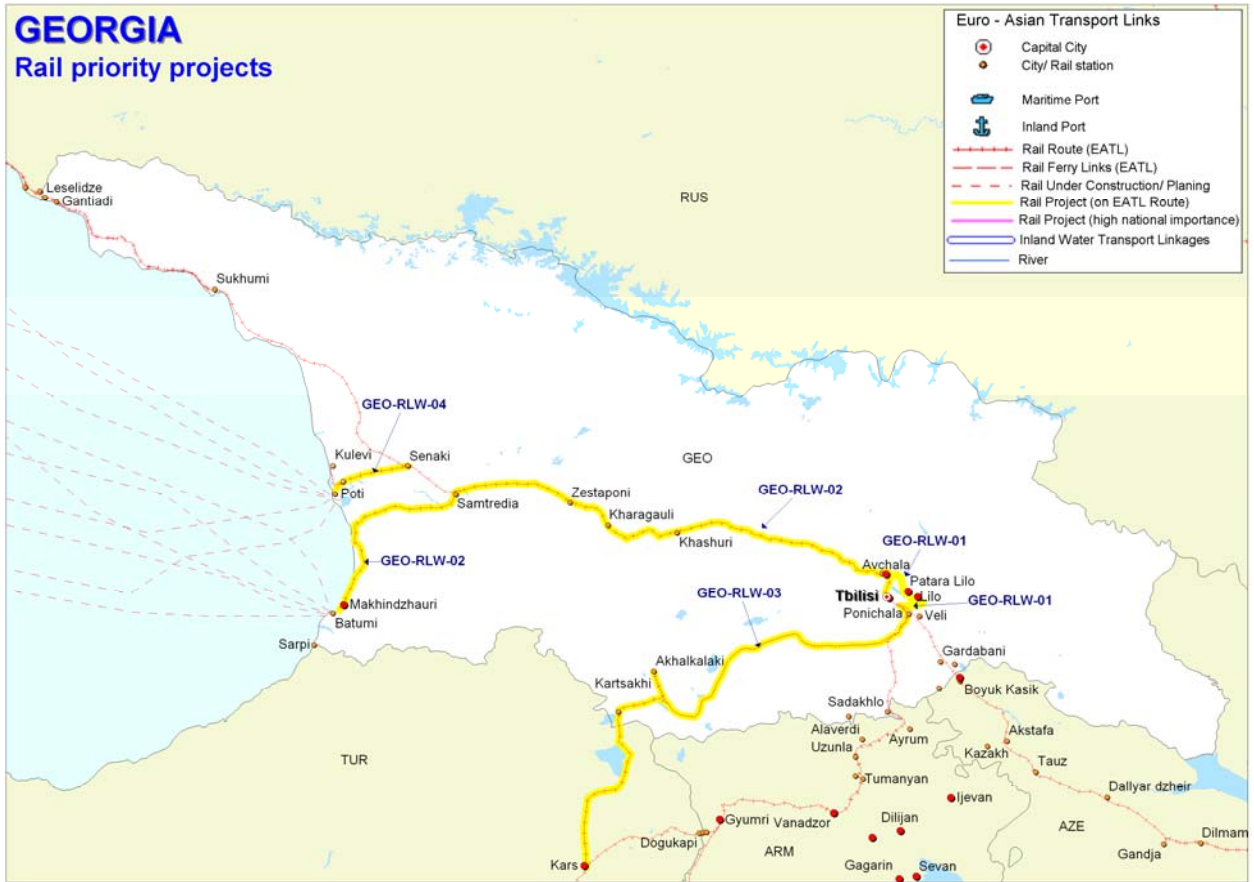 GEORGIA
Rail priority projects
Euro - Asian Transport Links
Capital City
City/ Rail station
Maritime Port
Inland Port
Rail Route (EATL)
Rail Ferry Links (EATL)
Rail Under Construction/ Planing
Rail Project (on EATL Route)
Rail Project (high national importance)
Inland Water Transport Linkages
River
Leselidze
Gantiadi
RUS
Sukhumi
GEO-RLW-04
Kulevi
Senaki
GEO
Poti
Samtredia
Zestaponi
GEO-RLW-02
Kharagauli
Khashuri
GEO-RLW-01
GEO-RLW-02
Avchala
Patara Lilo
Tbilisi
Lilo
GEO-RLW-03
GEO-RLW-01
Makhindzhauri
Batumi
Ponichala
Veli
Sarpi
Akhalkalaki
Gardabani
Kartsakhi
Boyuk Kasik
Sadakhlo
Alaverdi
Ayrum
Uzunla
Akstafa
Kazakh
TUR
Tumanyan
Tauz
Ijevan
Dallyar dzheir
Gyumri
Vanadzor
Dilijan
AZE
Dogukapi
Dilmam
ARM
Gandja
Kars
Gagarin
Sevan